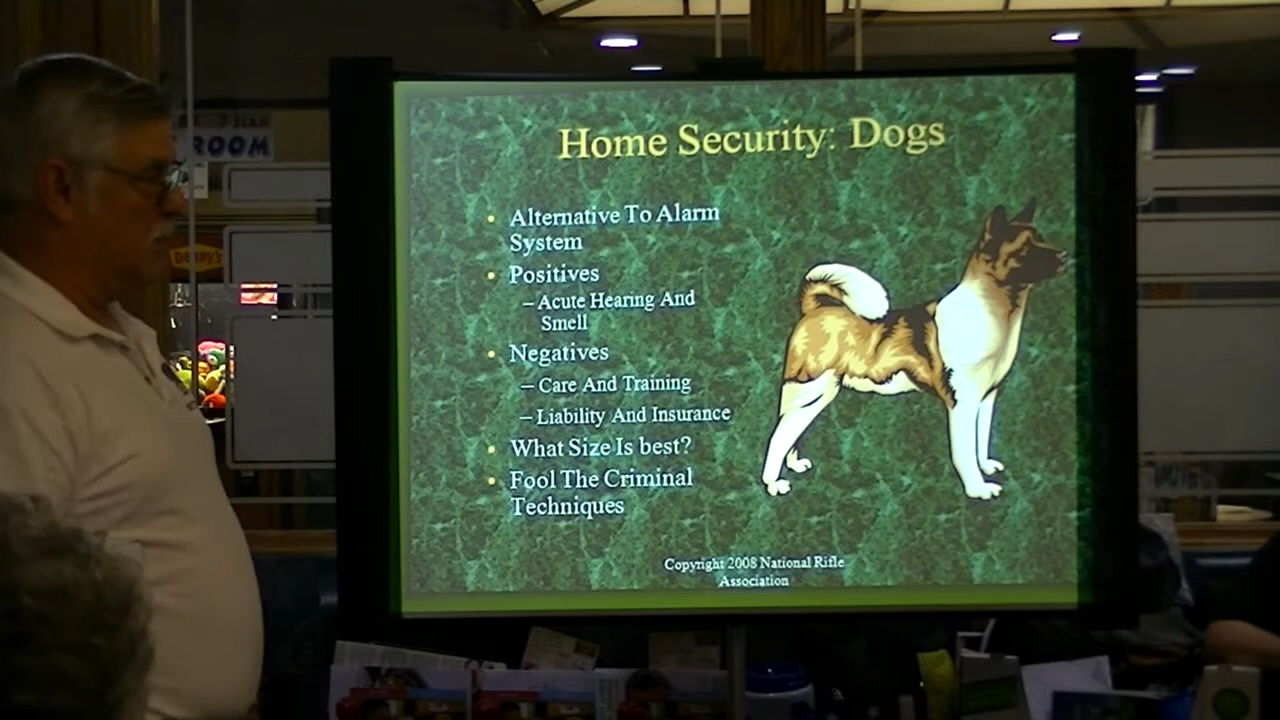 ROOM
Denny's
Home Security: Dogs
• Alternative To Alarm
System
• Positives
– Acute Hearing And
Smell
• Negatives
– Care And Training
– Liability And Insurance
• What Size Is best?
• Fool The Criminal
Techniques
Copyright 2008 National Rifle
Association